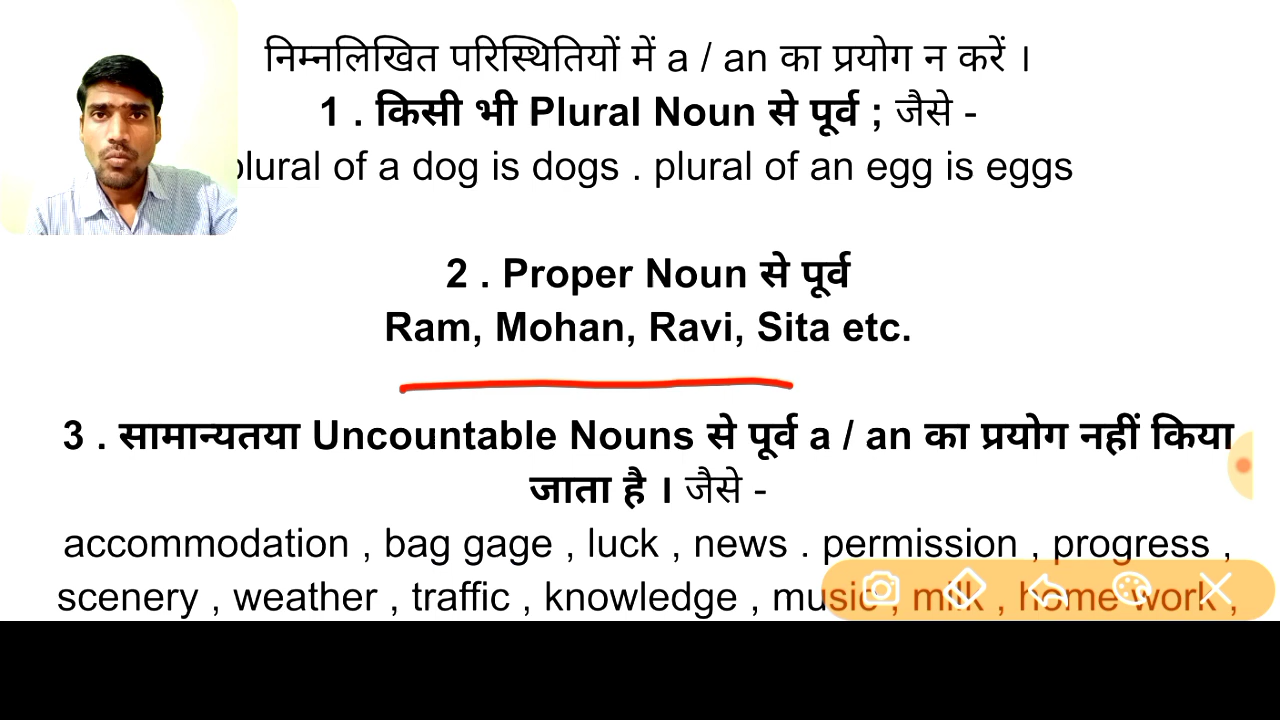 निम्नलिखित परिस्थितियों में a / an का प्रयोग न करें ।
1 . किसी भी Plural Noun से पूर्व ; जैसे -
plural of a dog is dogs . plural of an egg is eggs
2 . Proper Noun से पूर्व
Ram, Mohan, Ravi, Sita etc.
3 . सामान्यतया Uncountable Nouns से पूर्व a / an का प्रयोग नहीं किया
जाता है । जैसे -
accommodation , bag gage , luck , news . permission , progress ,
scenery , weather , traffic , knowledge , music , milk , home work ,